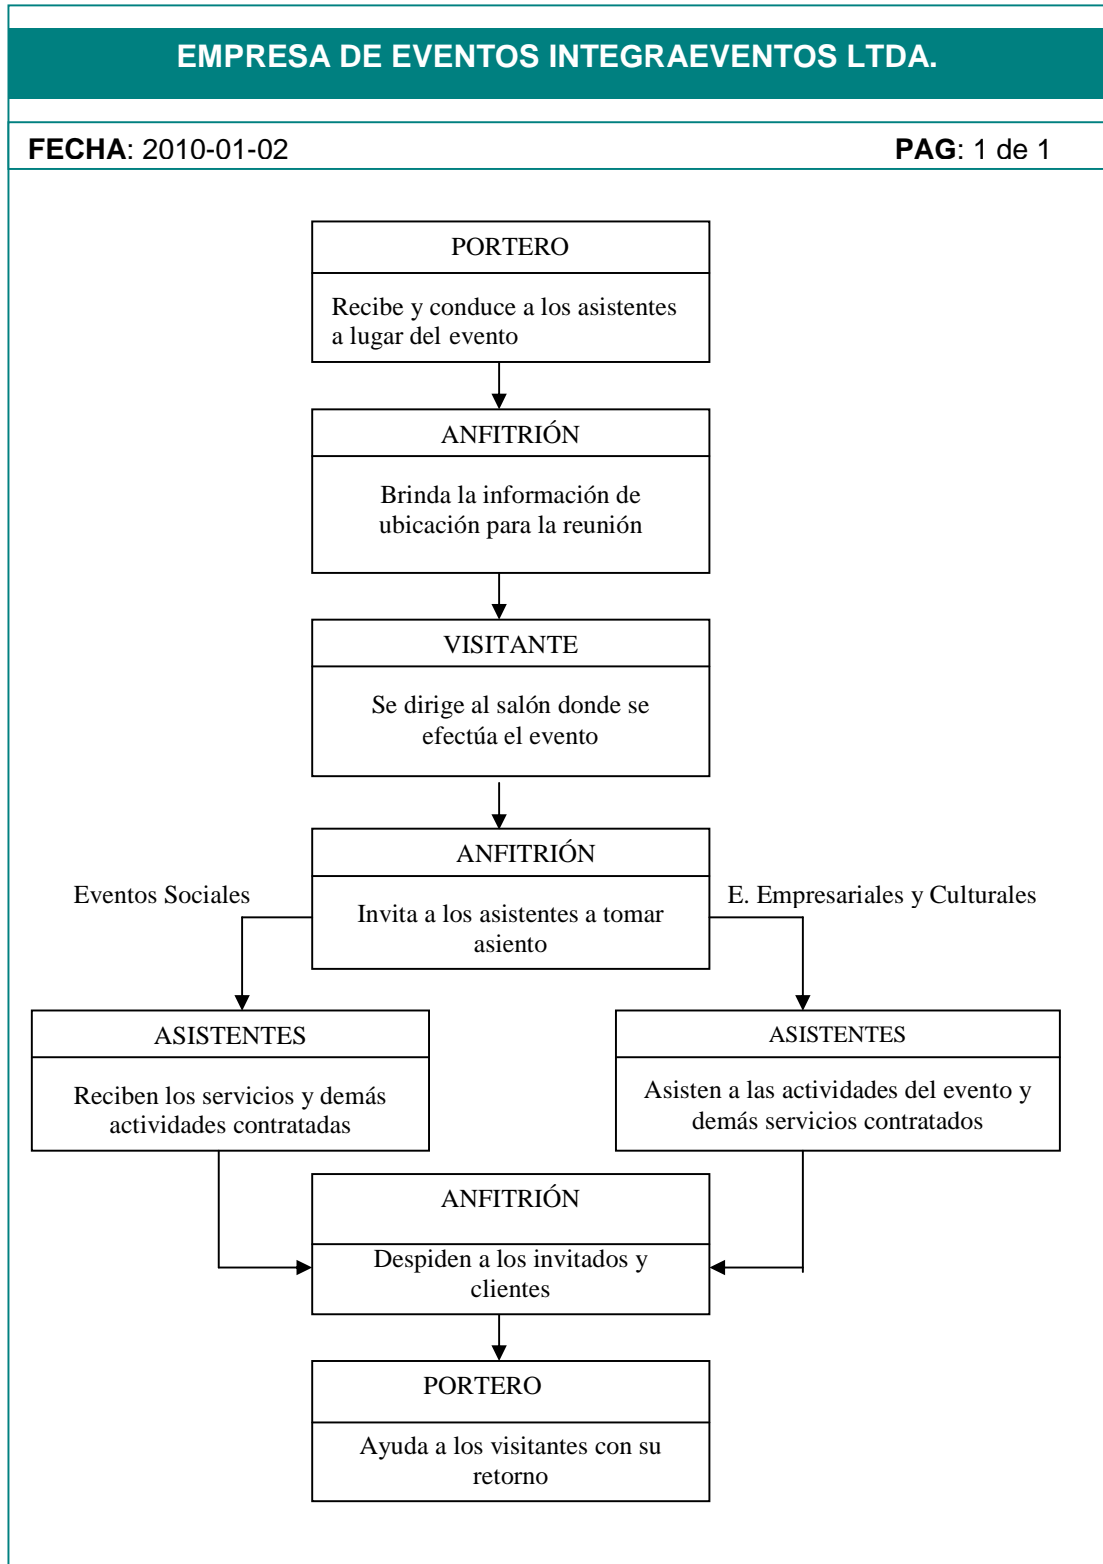 EMPRESA DE EVENTOS INTEGRAEVENTOS LTDA.
FECHA: 2010-01-02 PAG: 1 de 1
PORTERO
Recibe y conduce a los asistentes
a lugar del evento
ANFITRIÓN
Brinda la información de
ubicación para la reunión
VISITANTE
Se dirige al salón donde se
efectúa el evento
ANFITRIÓN
Invita a los asistentes a tomar
asiento
Eventos Sociales
E. Empresariales y Culturales
ASISTENTES
Reciben los servicios y demás
actividades contratadas
ASISTENTES
Asisten a las actividades del evento y
demás servicios contratados
ANFITRIÓN
Despiden a los invitados y
clientes
PORTERO
Ayuda a los visitantes con su
retorno